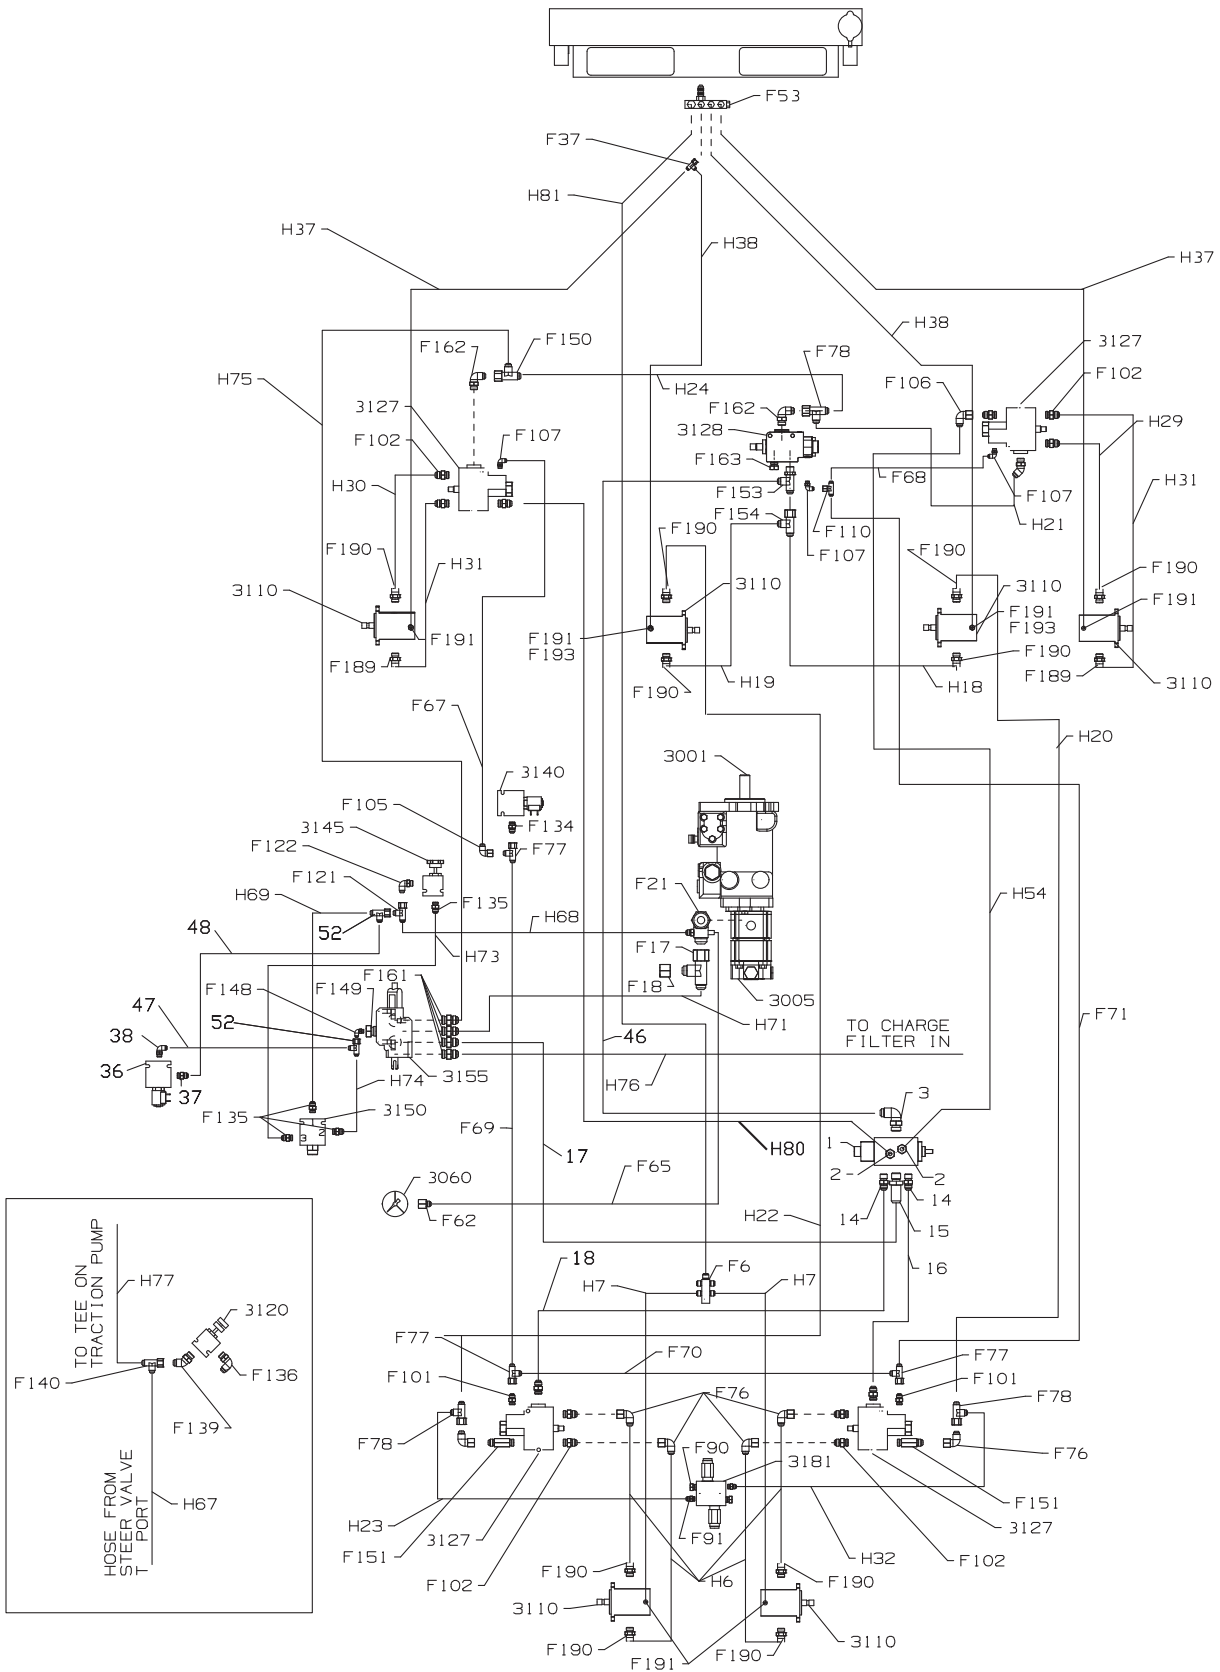 F53
F37
H81
H37
H38
H37
H38
F150
F162
F78
3127
H75
H24
F106
F102
F162
3127
3128
F102
F107
H29
F163
F68
H30
F153
F107
H31
F154
F110
H21
F190
F190
H31
F107
F190
F190
3110
3110
3110
F191
F191
F191
F193
F191
F193
F190
F189
F190
H19
H18
F189
3110
F67
H20
3001
3140
F105
F134
3145
F77
F122
F121
F21
H69
F135
H54
52
H68
48
H73
F17
F161
F148
F149
F18
3005
47
52
H71
F71
TO CHARGE
FILTER IN
38
46
36
H76
3155
37
H74
3
3150
F135
2
3
F69
1
H80
17
2
2
F65
3060
14
F62
H22
14
15
18
16
F6
H7
H7
TO TEE ON
TRACTION PUMP
H77
3120
F77
F70
F77
F140
F136
F101
F76
F101
F78
F139
F78
F90
3181
F76
HOSE FROM
STEER VALVE
T PORT
H67
H23
F91
F151
3127
3127
F151
H32
F102
F190
H6
F190
F102
3110
3110
F190
F190
F191